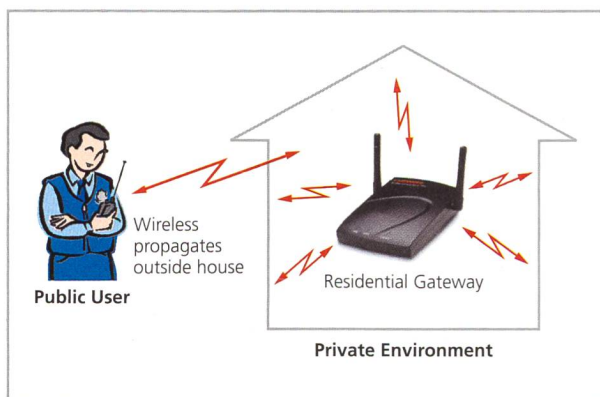 Wireless
propagates
outside house
Public User
Residential Gateway
Private Environment